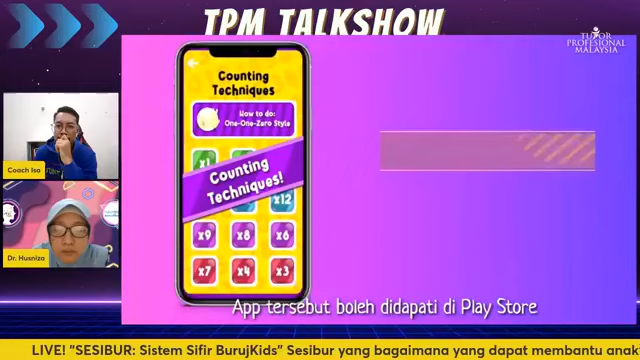 TPM TALKSHOW
TUTOR
PROFESIONAL
MALAYSIA
Counting
Techniques
How to do:
One-One-Zero Style
x1
Counting
Techniques!
x12
x9
x8
x6
x7
x4
x3
Coach Isa
Dr. Husniza
App tersebut boleh didapati di Play Store
LIVE! "SESIBUR: Sistem Sifir BurujKids" Sesibur yang bagaimana yang dapat membantu anak